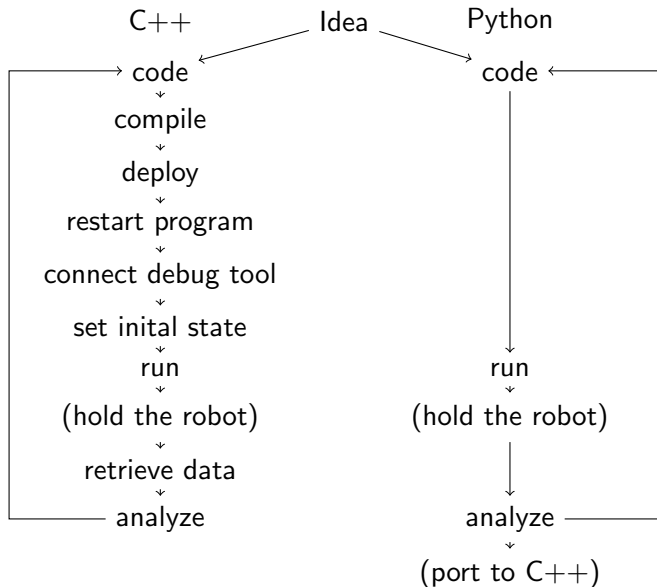 C++ Idea Python
code code
compile
deploy
restart program
connect debug tool
set inital state
run run
(hold the robot) (hold the robot)
retrieve data
analyze analyze
(port to C++)